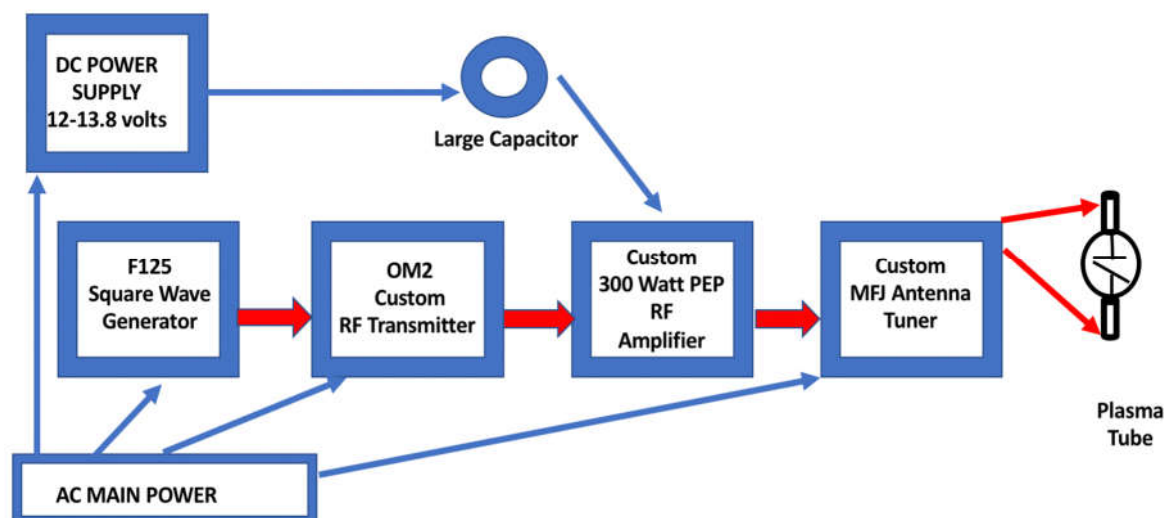 DC POWER
SUPPLY
12-13.8 volts
Large Capacitor
F125
Square Wave
Generator
OM2
Custom
RF Transmitter
Custom
300 Watt PEP
RF
Amplifier
Custom
MFJ Antenna
Tuner
Plasma
Tube
AC MAIN POWER